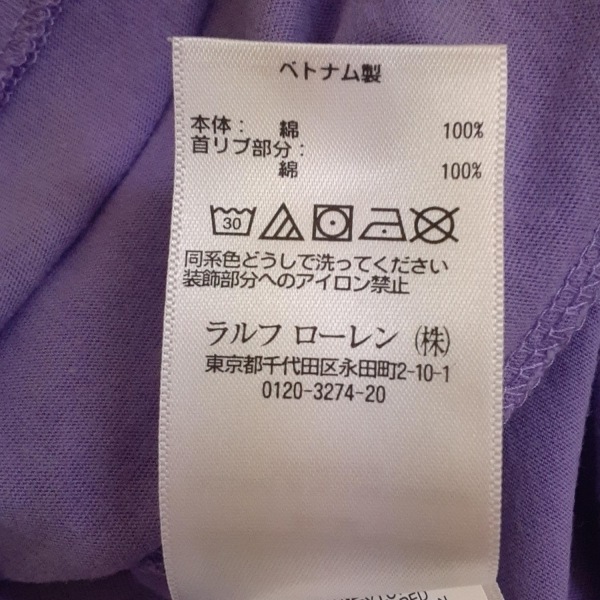 ベトナム製
本体： 綿 100%
首リブ部分：
綿 100%
30
同系色どうしで洗ってください
装飾部分へのアイロン禁止
ラルフ ローレン (株)
東京都千代田区永田町2-10-1
0120-3274-20